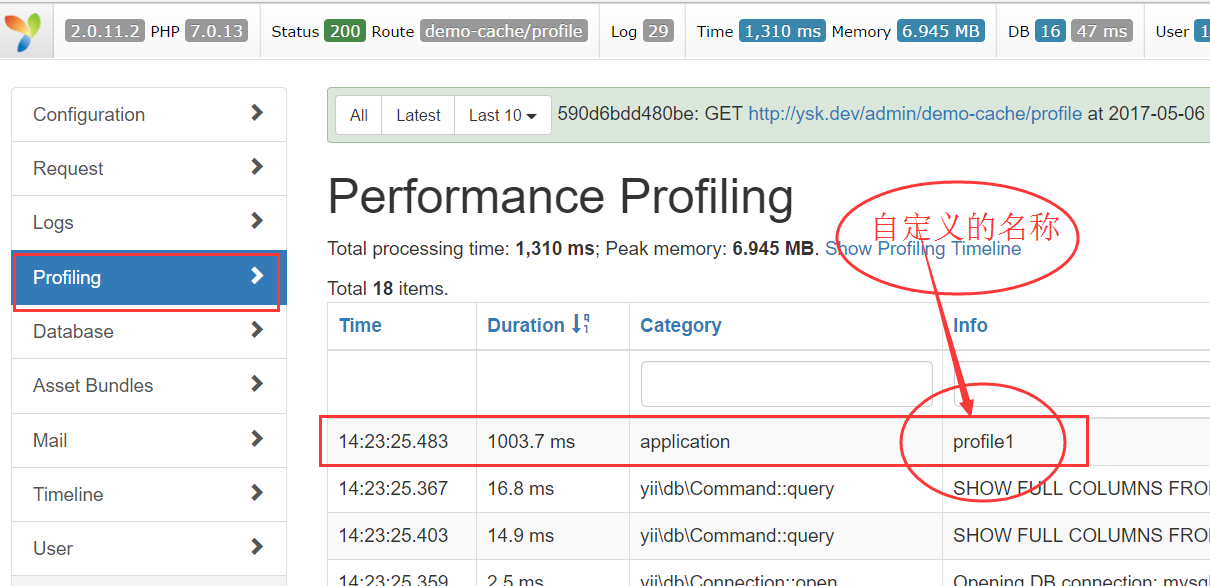 2.0.11.2 PHP 7.0.13 Status 200 Route demo-cache/profile Log 29 Time 1,310 ms Memory 6.945 MB DB 16 47 ms User 1
Configuration
Request
Logs
Profiling
Database
Asset Bundles
Mail
Timeline
User
All Latest Last 10 590d6bdd480be: GET http://ysk.dev/admin/demo-cache/profile at 2017-05-06
Performance Profiling
自定义的名称
Total processing time: 1,310 ms; Peak memory: 6.945 MB. Show Profiling Timeline
Total 18 items.
Time Duration Category Info
14:23:25.483 1003.7 ms application profile1
14:23:25.367 16.8 ms yii\db\Command::query SHOW FULL COLUMNS FRO
14:23:25.403 14.9 ms yii\db\Command::query SHOW FULL COLUMNS FRO
14:23:25.359 2.5 ms yii\db\Connection::open Opening DB connection: mysq